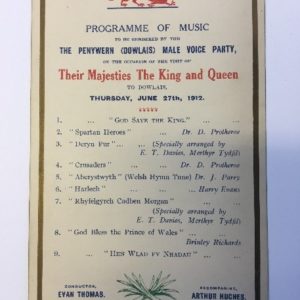 PROGRAMME OF MUSIC
TO BE RENDERED BY THE
THE PENYWERN (DOWLAIS) MALE VOICE PARTY,
ON THE OCCASION OF THE VISIT OF
Their Majesties The King and Queen
TO DOWLAIS,
THURSDAY, JUNE 27th, 1912.
1. ... ... "GOD SAVE THE KING." ... ...
2. "Spartan Heroes" ... ... Dr. D. Protheroe
3. "Deryn Pur" ... ... (Specially arranged by
E. T. Davies, Merthyr Tydfil)
4. "Crusaders" ... ... Dr. D. Protheroe
5. "Aberystwyth" (Welsh Hymn Tune) Dr. J. Parry
6. "Harlech" ... ... Harry Evans
7. "Rhyfelgyrch Cadben Morgan"
(Specially arranged by
E. T. Davies, Merthyr Tydfil)
8. "God Bless the Prince of Wales" ...
Brinley Richards
9. ... "HEN WLAD FY NHADAU" ... ...
CONDUCTOR,
EVAN THOMAS.
ACCOMPANIST,
ARTHUR HUGHES.